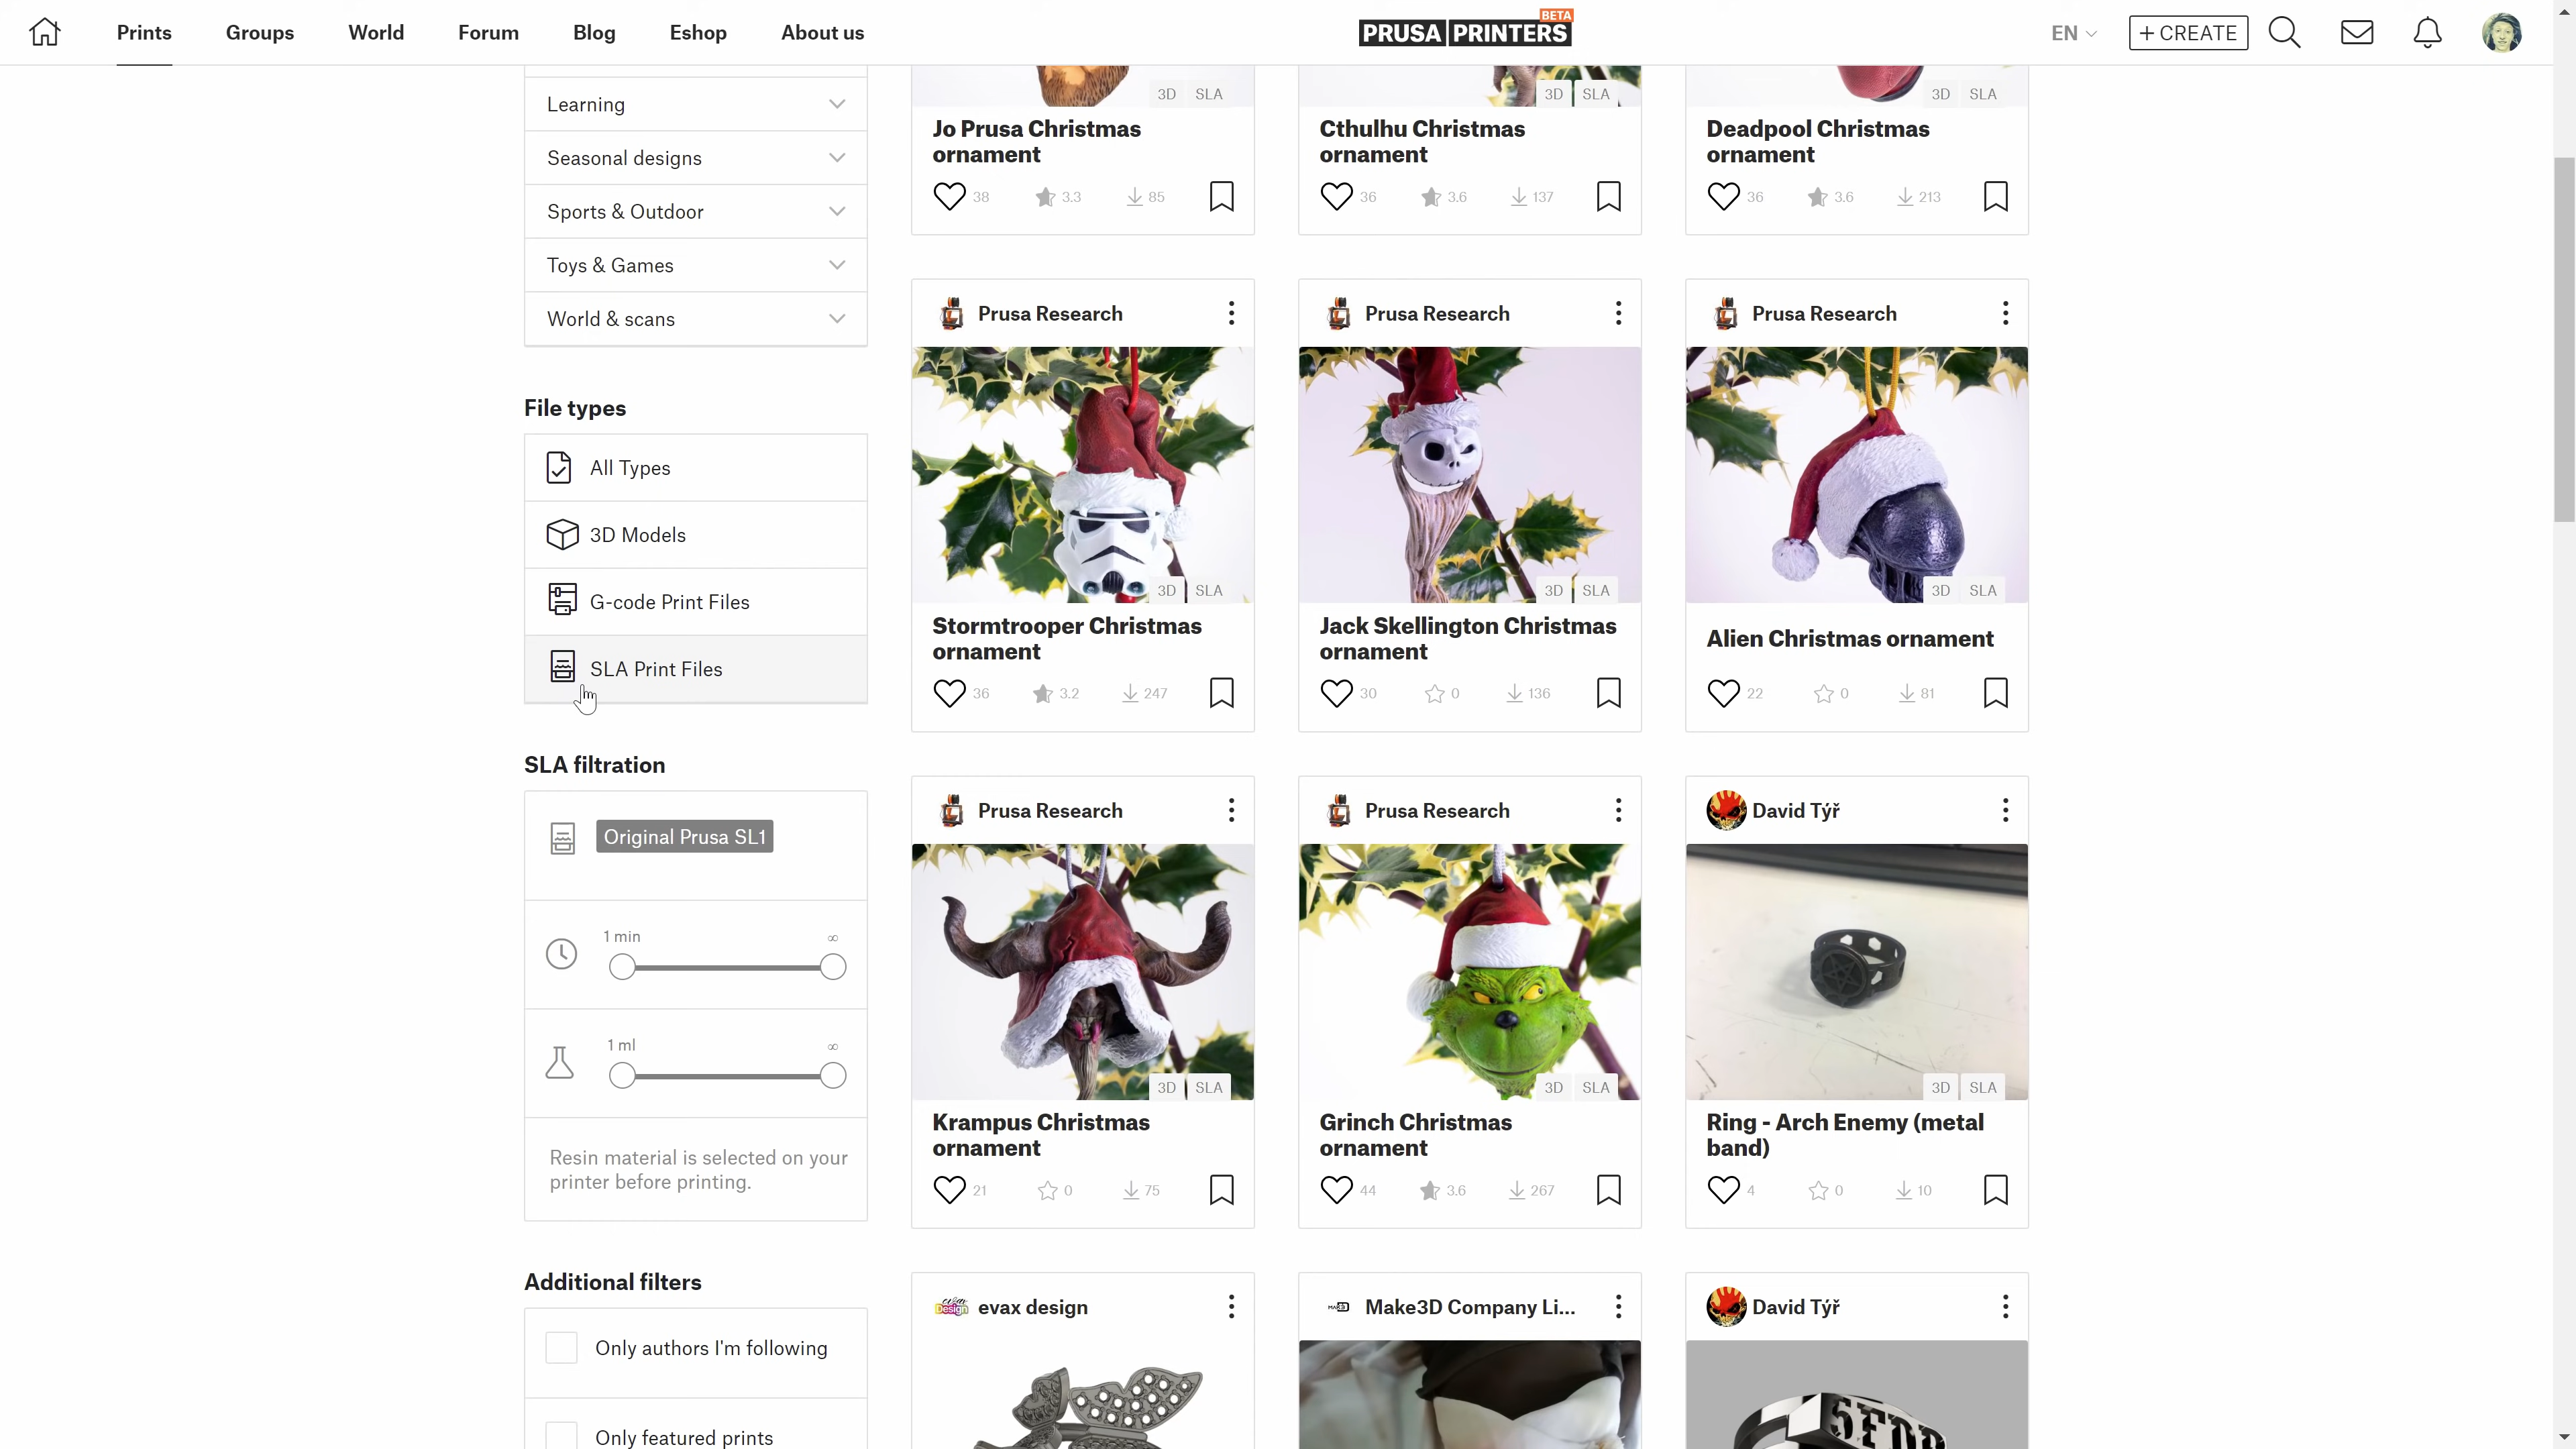 Prints
Groups
World
Forum
Blog
Eshop
About us
PRUSA PRINTERS
BETA
EN
+ CREATE
Learning
Seasonal designs
Sports & Outdoor
Toys & Games
World & scans
File types
All Types
3D Models
G-code Print Files
SLA Print Files
SLA filtration
Original Prusa SL1
1 min
∞
1 ml
∞
Resin material is selected on your
printer before printing.
Additional filters
Only authors I'm following
Only featured prints
3D SLA
Jo Prusa Christmas
ornament
38 3.3 85
3D SLA
Cthulhu Christmas
ornament
36 3.6 137
3D SLA
Deadpool Christmas
ornament
36 3.6 213
Prusa Research
3D SLA
Stormtrooper Christmas
ornament
36 3.2 247
Prusa Research
3D SLA
Jack Skellington Christmas
ornament
30 0 136
Prusa Research
3D SLA
Alien Christmas ornament
22 0 81
Prusa Research
3D SLA
Krampus Christmas
ornament
21 0 75
Prusa Research
3D SLA
Grinch Christmas
ornament
44 3.6 267
David Týř
3D SLA
Ring - Arch Enemy (metal
band)
4 0 10
evax design
Make3D Company Li...
David Týř